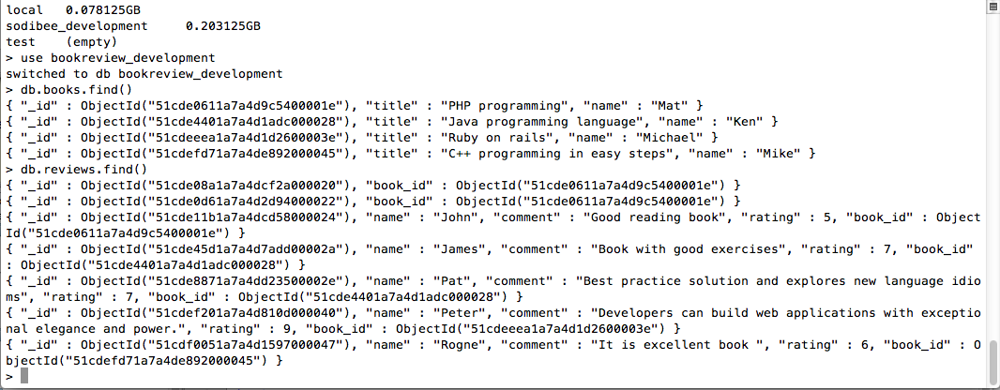 local   0.078125GB
sodibee_development     0.203125GB
test    (empty)
> use bookreview_development
switched to db bookreview_development
> db.books.find()
{ "_id" : ObjectId("51cde0611a7a4d9c5400001e"), "title" : "PHP programming", "name" : "Mat" }
{ "_id" : ObjectId("51cde4401a7a4d1adc000028"), "title" : "Java programming language", "name" : "Ken" }
{ "_id" : ObjectId("51cdeeea1a7a4d1d2600003e"), "title" : "Ruby on rails", "name" : "Michael" }
{ "_id" : ObjectId("51cdefd71a7a4de892000045"), "title" : "C++ programming in easy steps", "name" : "Mike" }
> db.reviews.find()
{ "_id" : ObjectId("51cde08a1a7a4dcf2a000020"), "book_id" : ObjectId("51cde0611a7a4d9c5400001e") }
{ "_id" : ObjectId("51cde0d61a7a4d2d94000022"), "book_id" : ObjectId("51cde0611a7a4d9c5400001e") }
{ "_id" : ObjectId("51cde11b1a7a4dcd58000024"), "name" : "John", "comment" : "Good reading book", "rating" : 5, "book_id" : Object
Id("51cde0611a7a4d9c5400001e") }
{ "_id" : ObjectId("51cde45d1a7a4d7add00002a"), "name" : "James", "comment" : "Book with good exercises", "rating" : 7, "book_id"
: ObjectId("51cde4401a7a4d1adc000028") }
{ "_id" : ObjectId("51cde8871a7a4dd23500002e"), "name" : "Pat", "comment" : "Best practice solution and explores new language idio
ms", "rating" : 7, "book_id" : ObjectId("51cde4401a7a4d1adc000028") }
{ "_id" : ObjectId("51cdef201a7a4d810d000040"), "name" : "Peter", "comment" : "Developers can build web applications with exceptio
nal elegance and power.", "rating" : 9, "book_id" : ObjectId("51cdeeea1a7a4d1d2600003e") }
{ "_id" : ObjectId("51cdf0051a7a4d1597000047"), "name" : "Rogne", "comment" : "It is excellent book ", "rating" : 6, "book_id" : O
bjectId("51cdefd71a7a4de892000045") }
>